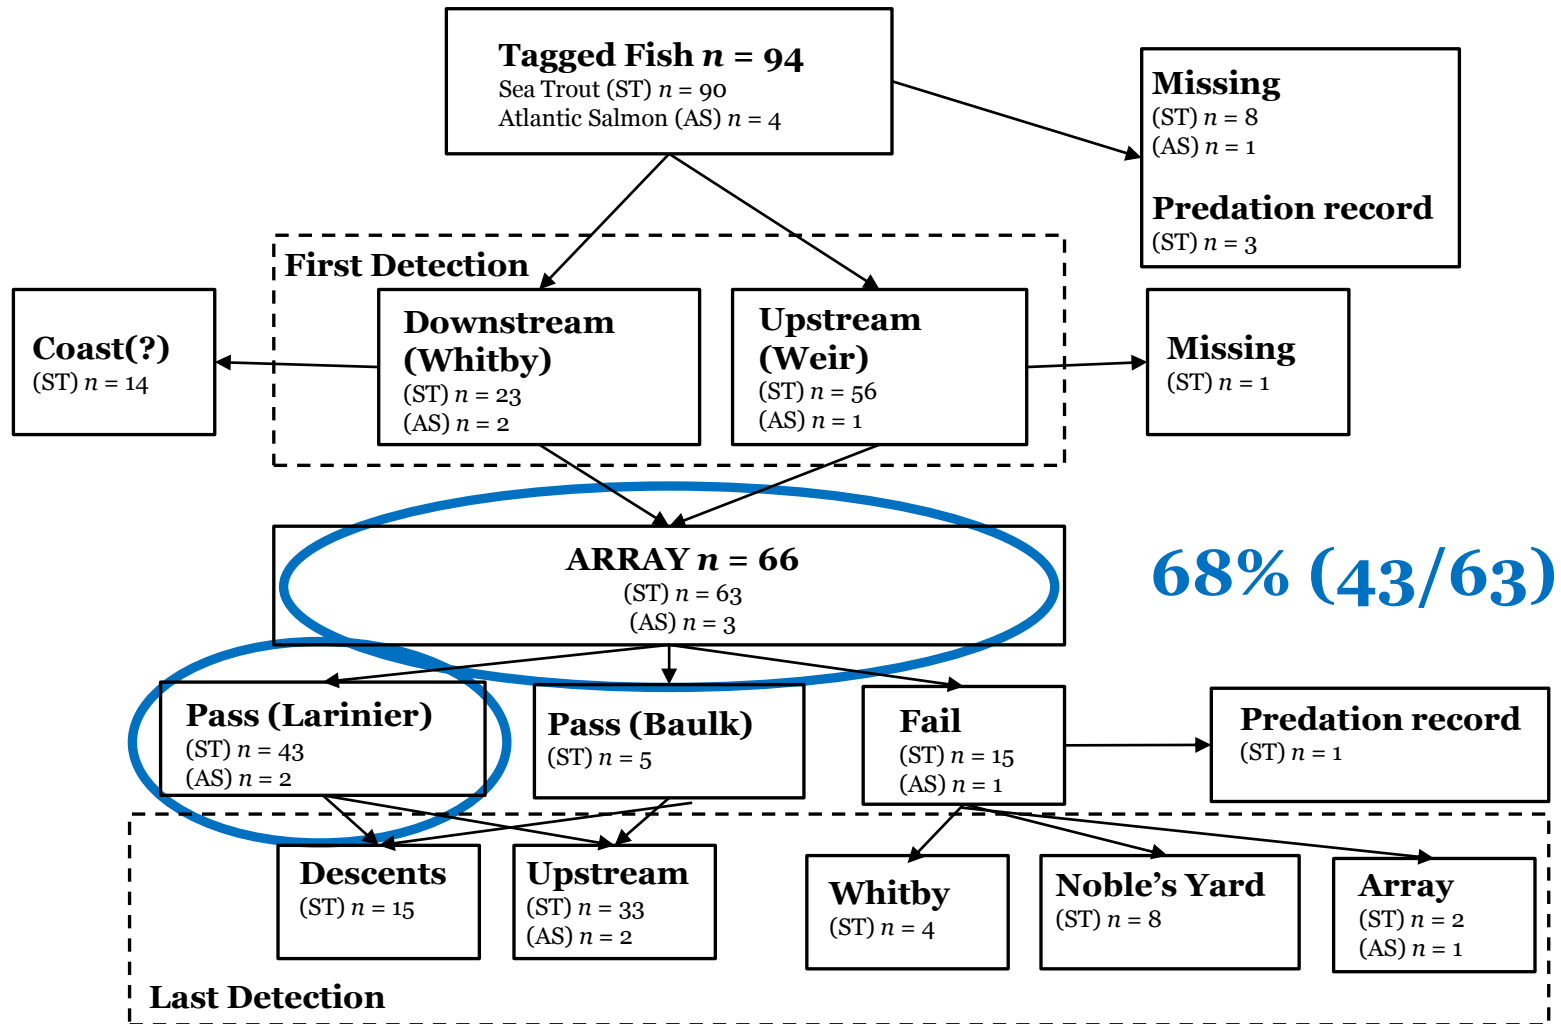 Tagged Fish n = 94
Sea Trout (ST) n = 90
Atlantic Salmon (AS) n = 4
Missing
(ST) n = 8
(AS) n = 1
Predation record
(ST) n = 3
First Detection
Coast(?)
(ST) n = 14
Downstream
(Whitby)
(ST) n = 23
(AS) n = 2
Upstream
(Weir)
(ST) n = 56
(AS) n = 1
Missing
(ST) n = 1
ARRAY n = 66
(ST) n = 63
(AS) n = 3
68% (43/63)
Pass (Larinier)
(ST) n = 43
(AS) n = 2
Pass (Baulk)
(ST) n = 5
Fail
(ST) n = 15
(AS) n = 1
Predation record
(ST) n = 1
Descents
(ST) n = 15
Upstream
(ST) n = 33
(AS) n = 2
Whitby
(ST) n = 4
Noble's Yard
(ST) n = 8
Array
(ST) n = 2
(AS) n = 1
Last Detection